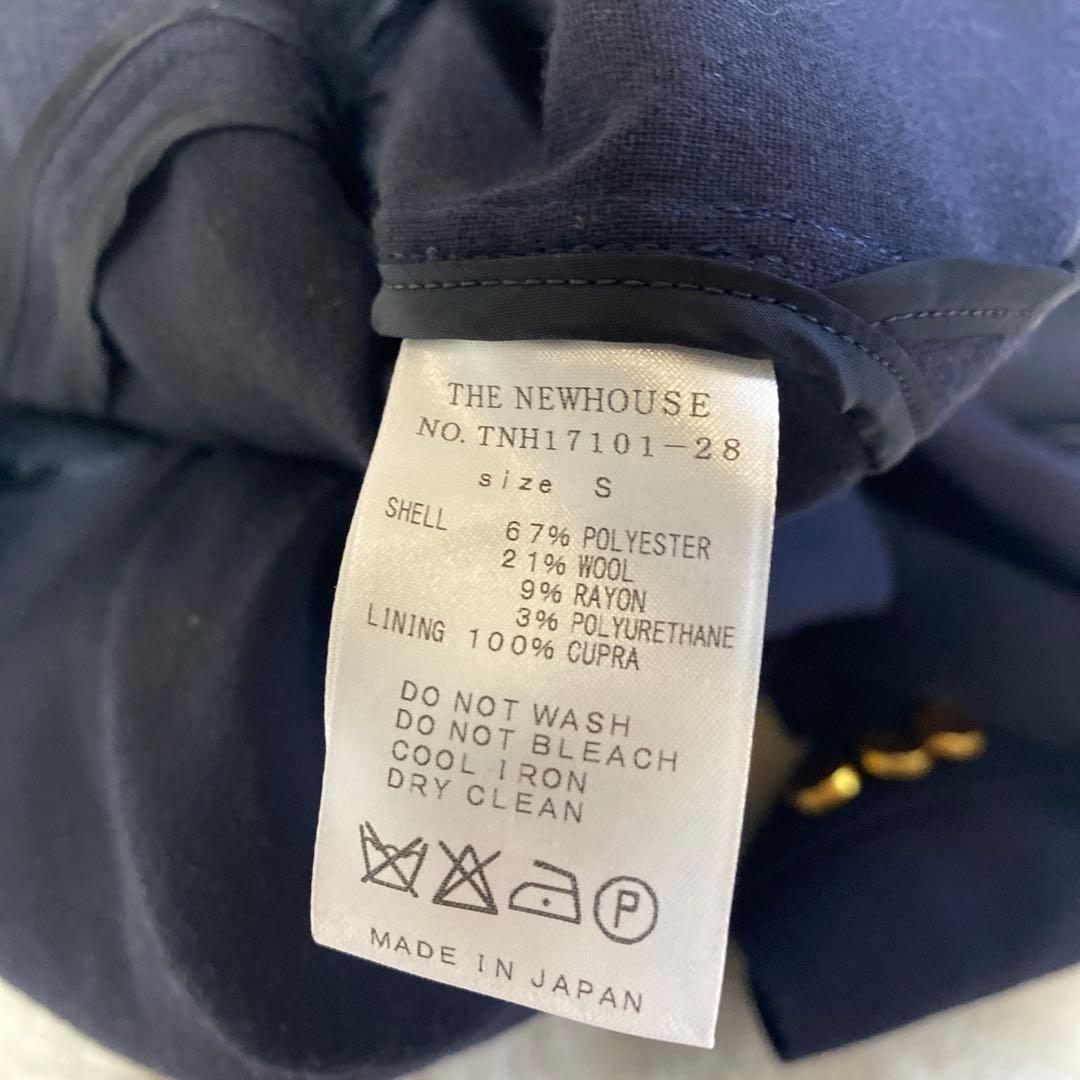 THE NEWHOUSE
NO. TNH17101-28
size S
SHELL 67% POLYESTER
21% WOOL
9% RAYON
3% POLYURETHANE
LINING 100% CUPRA
DO NOT WASH
DO NOT BLEACH
COOL IRON
DRY CLEAN
P
MADE IN JAPAN